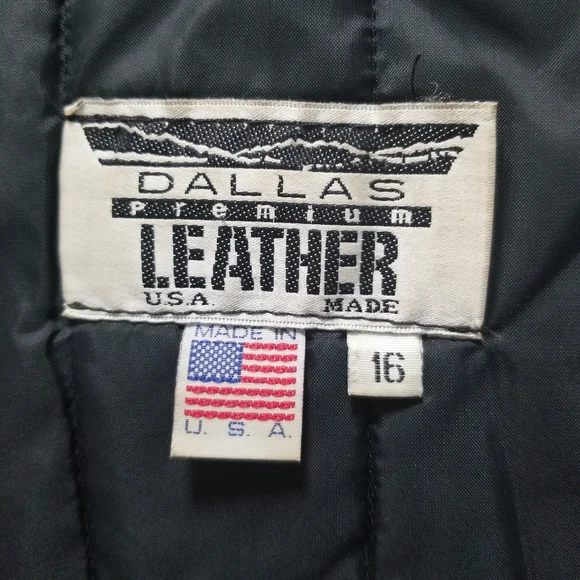 DALLAS
Premium
LEATHER
U.S.A. MADE
MADE IN
U. S. A.
16